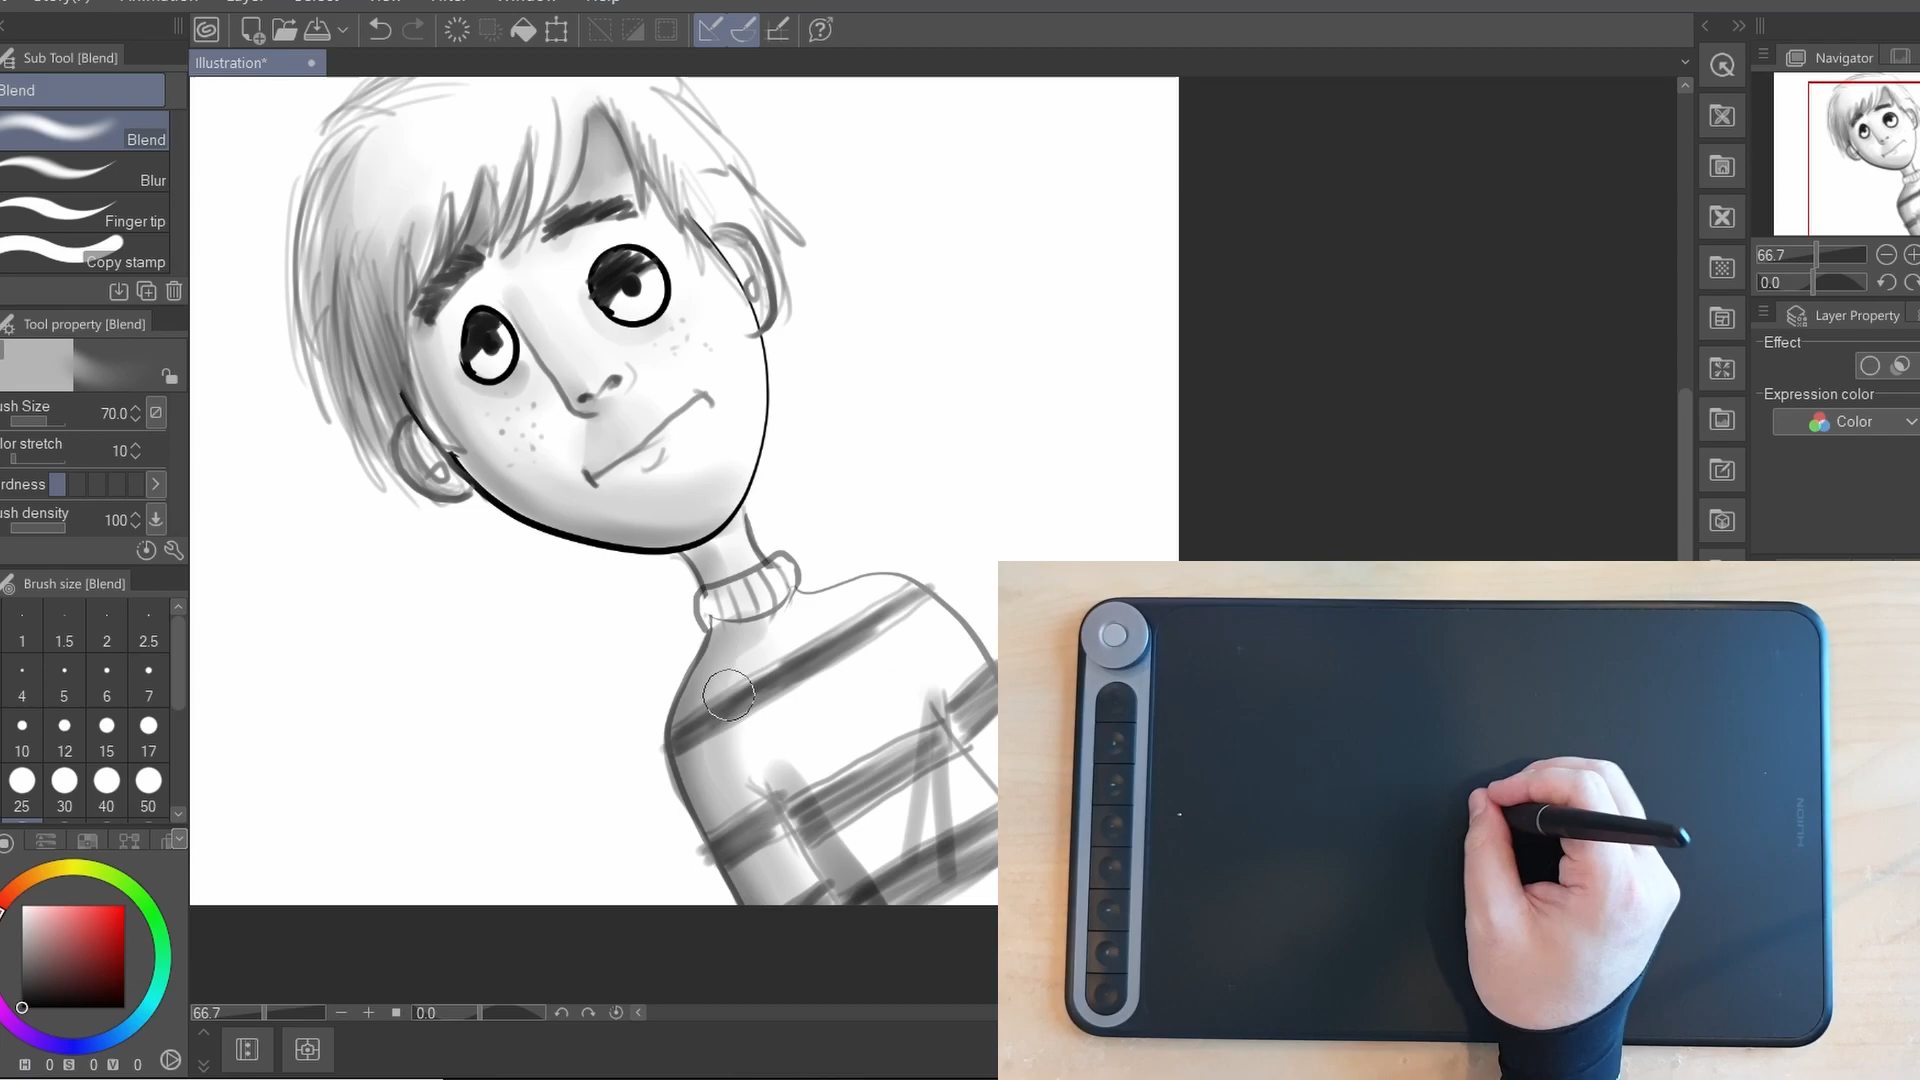 Sub Tool [Blend]
Illustration*
Navigator
Blend
Blend
Blur
Finger tip
Copy stamp
66.7
0.0
Tool property [Blend]
Layer Property
Effect
Expression color
Color
ush Size 70.0
lor stretch 10
rdness
ush density 100
Brush size [Blend]
1 1.5 2 2.5
4 5 6 7
10 12 15 17
25 30 40 50
HUION
66.7 0.0
H 0 S 0 V 0